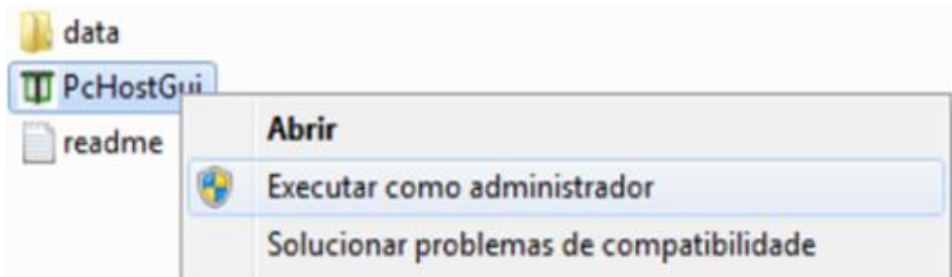 data
PcHostGui
readme
Abrir
Executar como administrador
Solucionar problemas de compatibilidade